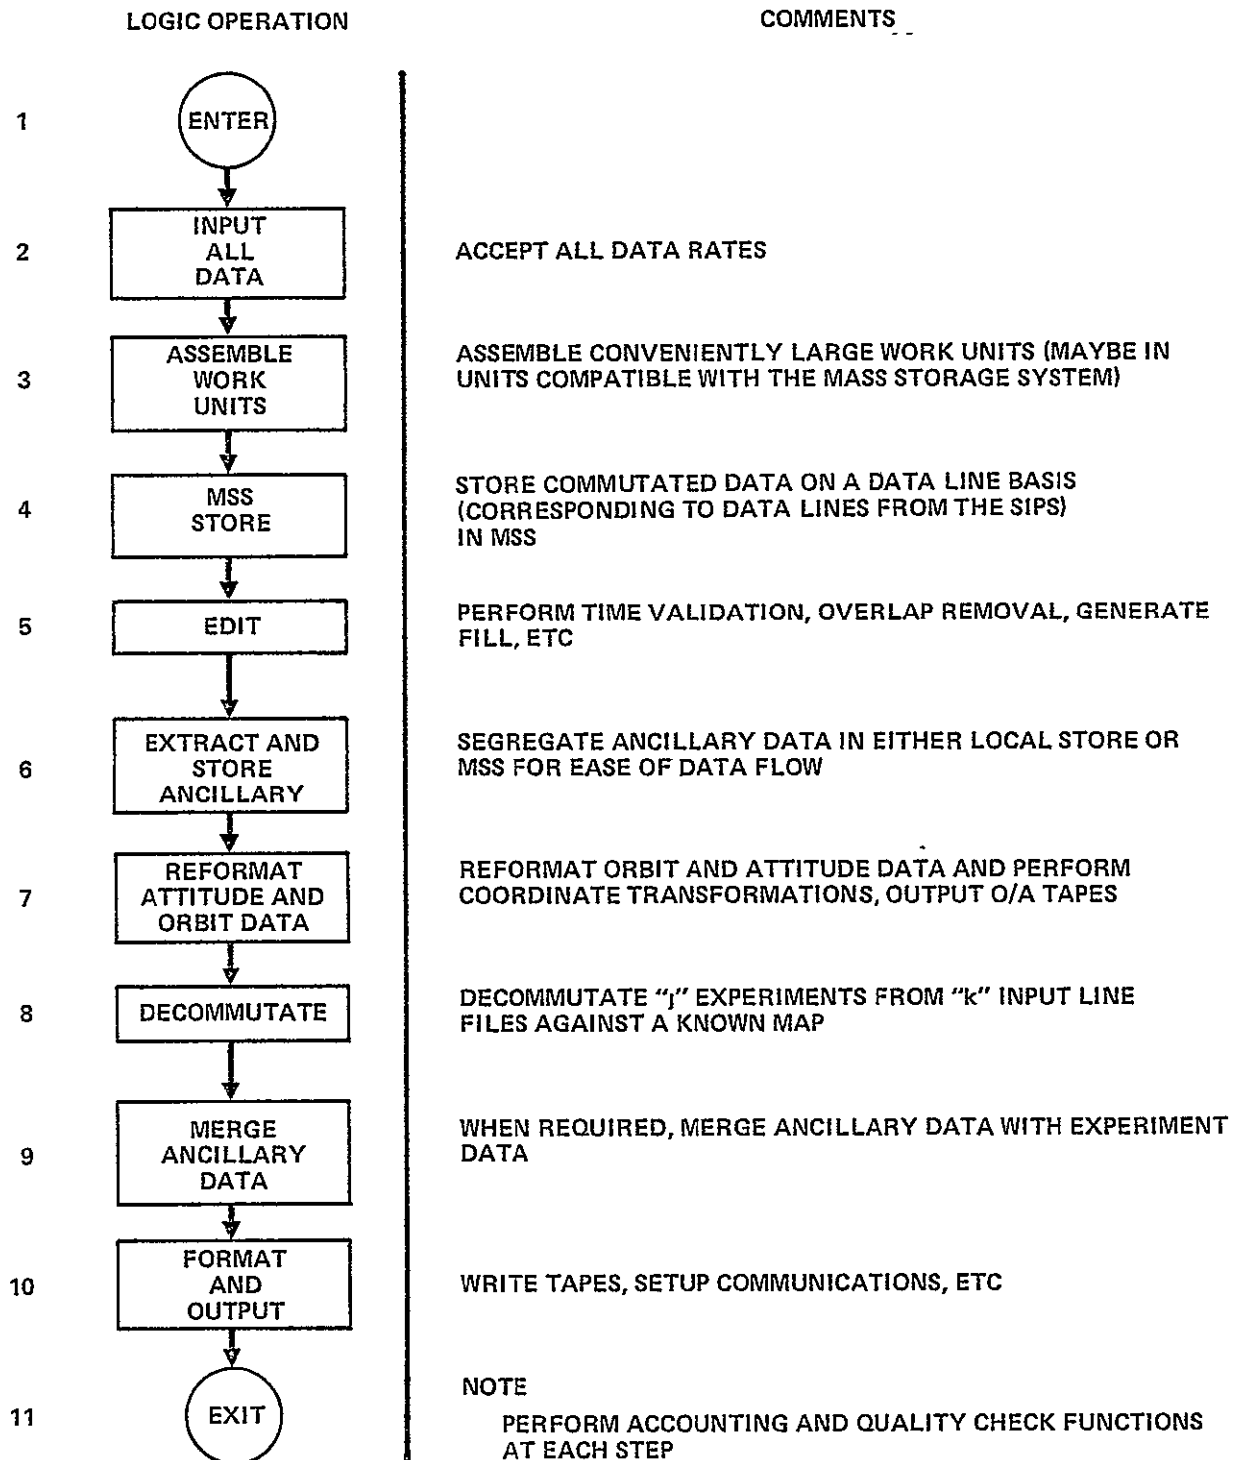 LOGIC OPERATION
COMMENTS
1
ENTER
2
INPUT
ALL
DATA
ACCEPT ALL DATA RATES
3
ASSEMBLE
WORK
UNITS
ASSEMBLE CONVENIENTLY LARGE WORK UNITS (MAYBE IN
UNITS COMPATIBLE WITH THE MASS STORAGE SYSTEM)
4
MSS
STORE
STORE COMMUTATED DATA ON A DATA LINE BASIS
(CORRESPONDING TO DATA LINES FROM THE SIPS)
IN MSS
5
EDIT
PERFORM TIME VALIDATION, OVERLAP REMOVAL, GENERATE
FILL, ETC
6
EXTRACT AND
STORE
ANCILLARY
SEGREGATE ANCILLARY DATA IN EITHER LOCAL STORE OR
MSS FOR EASE OF DATA FLOW
7
REFORMAT
ATTITUDE AND
ORBIT DATA
REFORMAT ORBIT AND ATTITUDE DATA AND PERFORM
COORDINATE TRANSFORMATIONS, OUTPUT O/A TAPES
8
DECOMMUTATE
DECOMMUTATE "j" EXPERIMENTS FROM "k" INPUT LINE
FILES AGAINST A KNOWN MAP
9
MERGE
ANCILLARY
DATA
WHEN REQUIRED, MERGE ANCILLARY DATA WITH EXPERIMENT
DATA
10
FORMAT
AND
OUTPUT
WRITE TAPES, SETUP COMMUNICATIONS, ETC
11
EXIT
NOTE
PERFORM ACCOUNTING AND QUALITY CHECK FUNCTIONS
AT EACH STEP